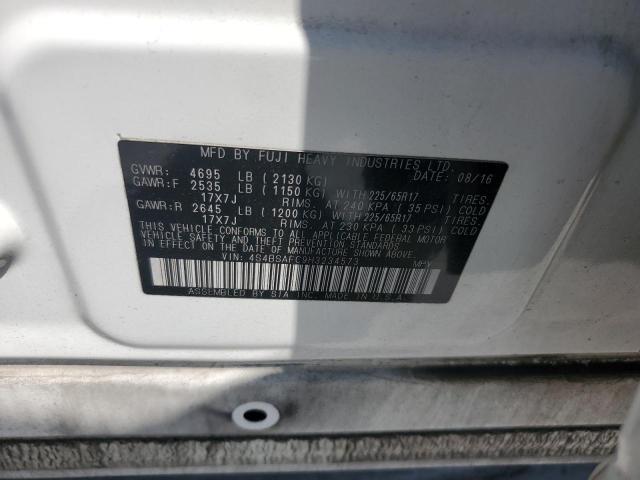 MFD BY FUJI HEAVY INDUSTRIES LTD.
GVWR: 4695 LB (2130 KG) DATE: 08/16
GAWR:F 2535 LB (1150 KG) WITH 225/65R17 TIRES.
17X7J RIMS. AT 240 KPA (35 PSI) COLD
GAWR:R 2645 LB (1200 KG) WITH 225/65R17 TIRES.
17X7J RIMS. AT 230 KPA (33 PSI) COLD
THIS VEHICLE CONFORMS TO ALL APPLICABLE FEDERAL MOTOR
VEHICLE SAFETY AND THEFT PREVENTION STANDARDS IN
EFFECT ON THE DATE OF MANUFACTURE SHOWN ABOVE.
VIN: 4S4BSAFC9H3234573 MPV
ASSEMBLED BY SIA INC. MADE IN U.S.A.